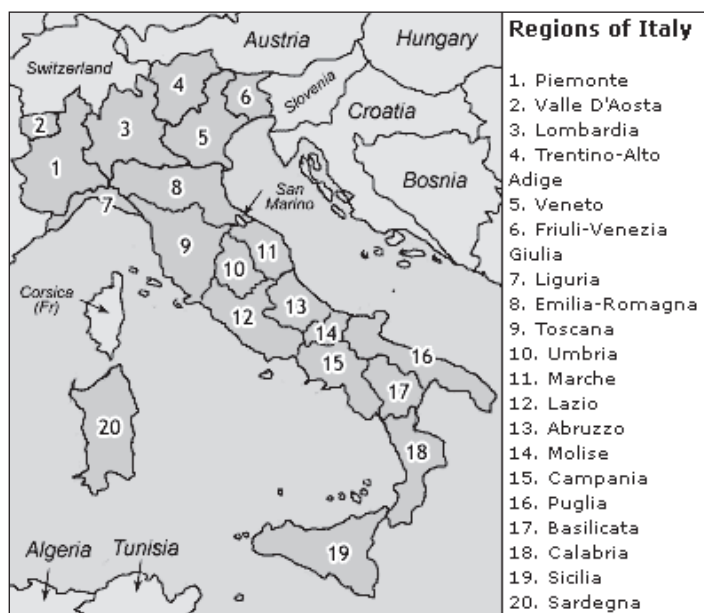 Austria
Hungary
Switzerland
Slovenia
Croatia
Bosnia
San
Marino
Corsica
(Fr)
Algeria
Tunisia
1
2
3
4
5
6
7
8
9
10
11
12
13
14
15
16
17
18
19
20
Regions of Italy
1. Piemonte
2. Valle D'Aosta
3. Lombardia
4. Trentino-Alto
Adige
5. Veneto
6. Friuli-Venezia
Giulia
7. Liguria
8. Emilia-Romagna
9. Toscana
10. Umbria
11. Marche
12. Lazio
13. Abruzzo
14. Molise
15. Campania
16. Puglia
17. Basilicata
18. Calabria
19. Sicilia
20. Sardegna